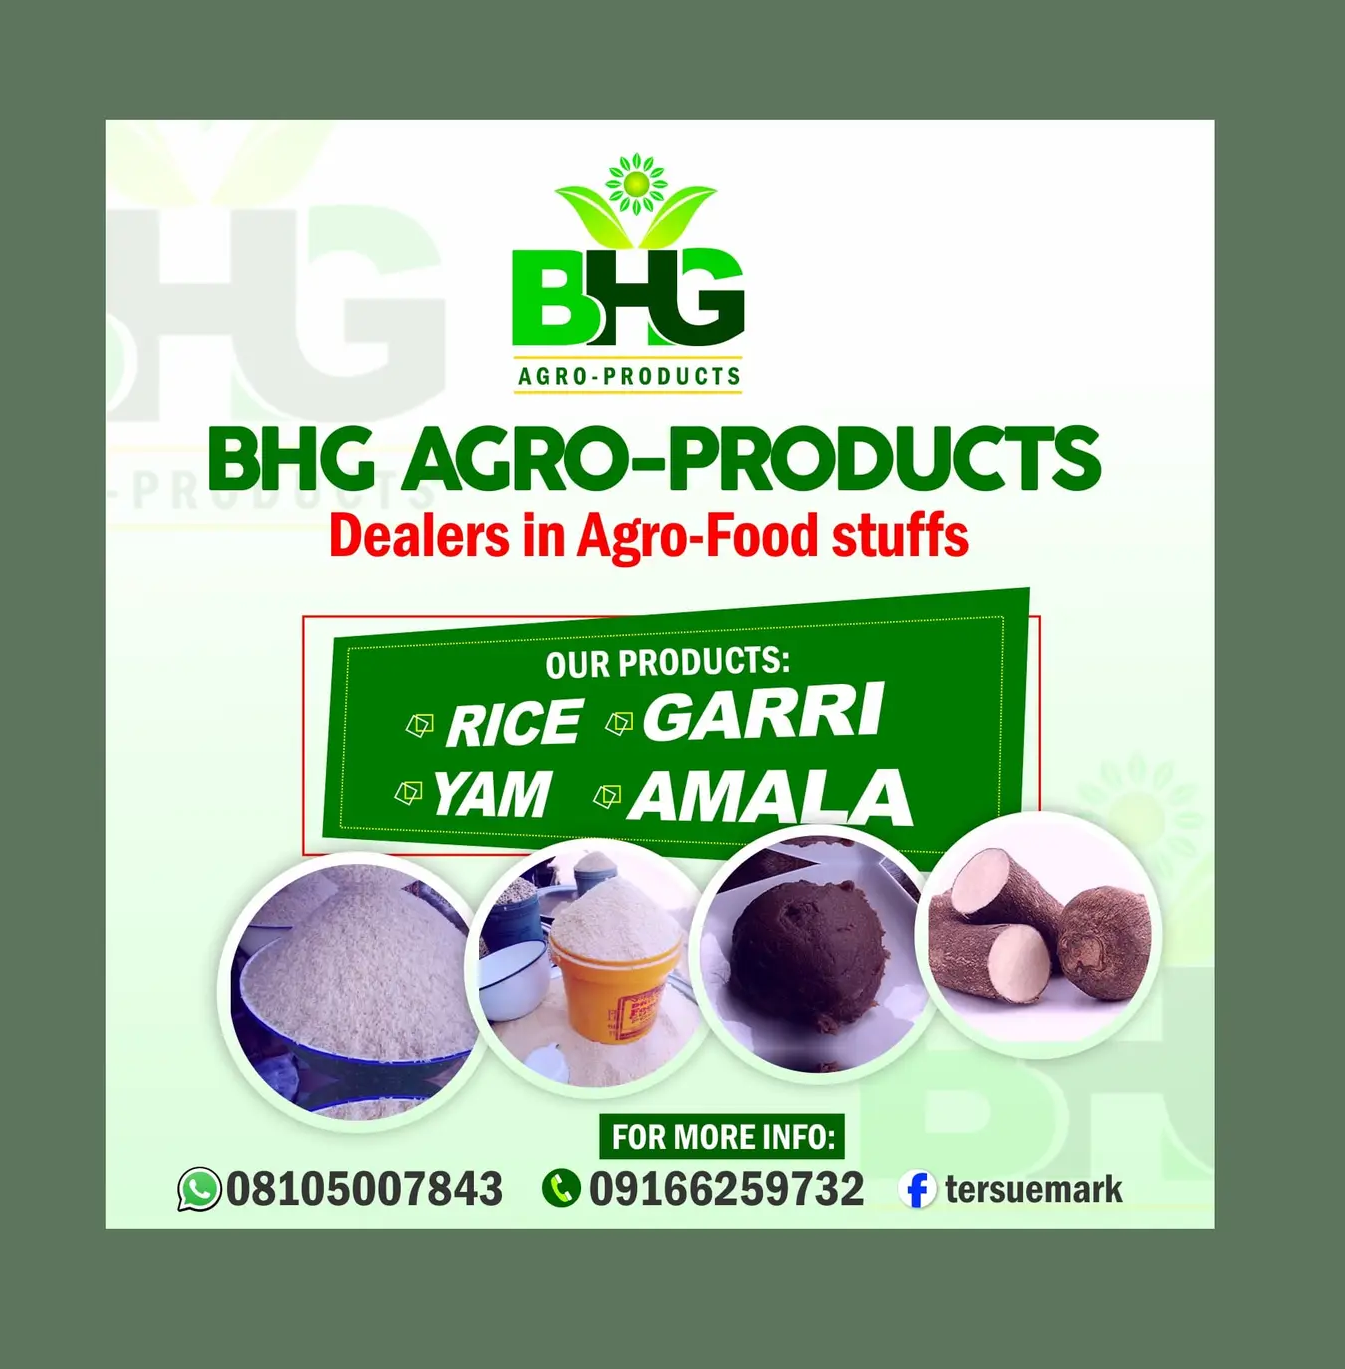 BHG
AGRO-PRODUCTS
BHG AGRO-PRODUCTS
Dealers in Agro-Food stuffs
OUR PRODUCTS:
RICE GARRI
YAM AMALA
FOR MORE INFO:
08105007843 09166259732 tersuemark